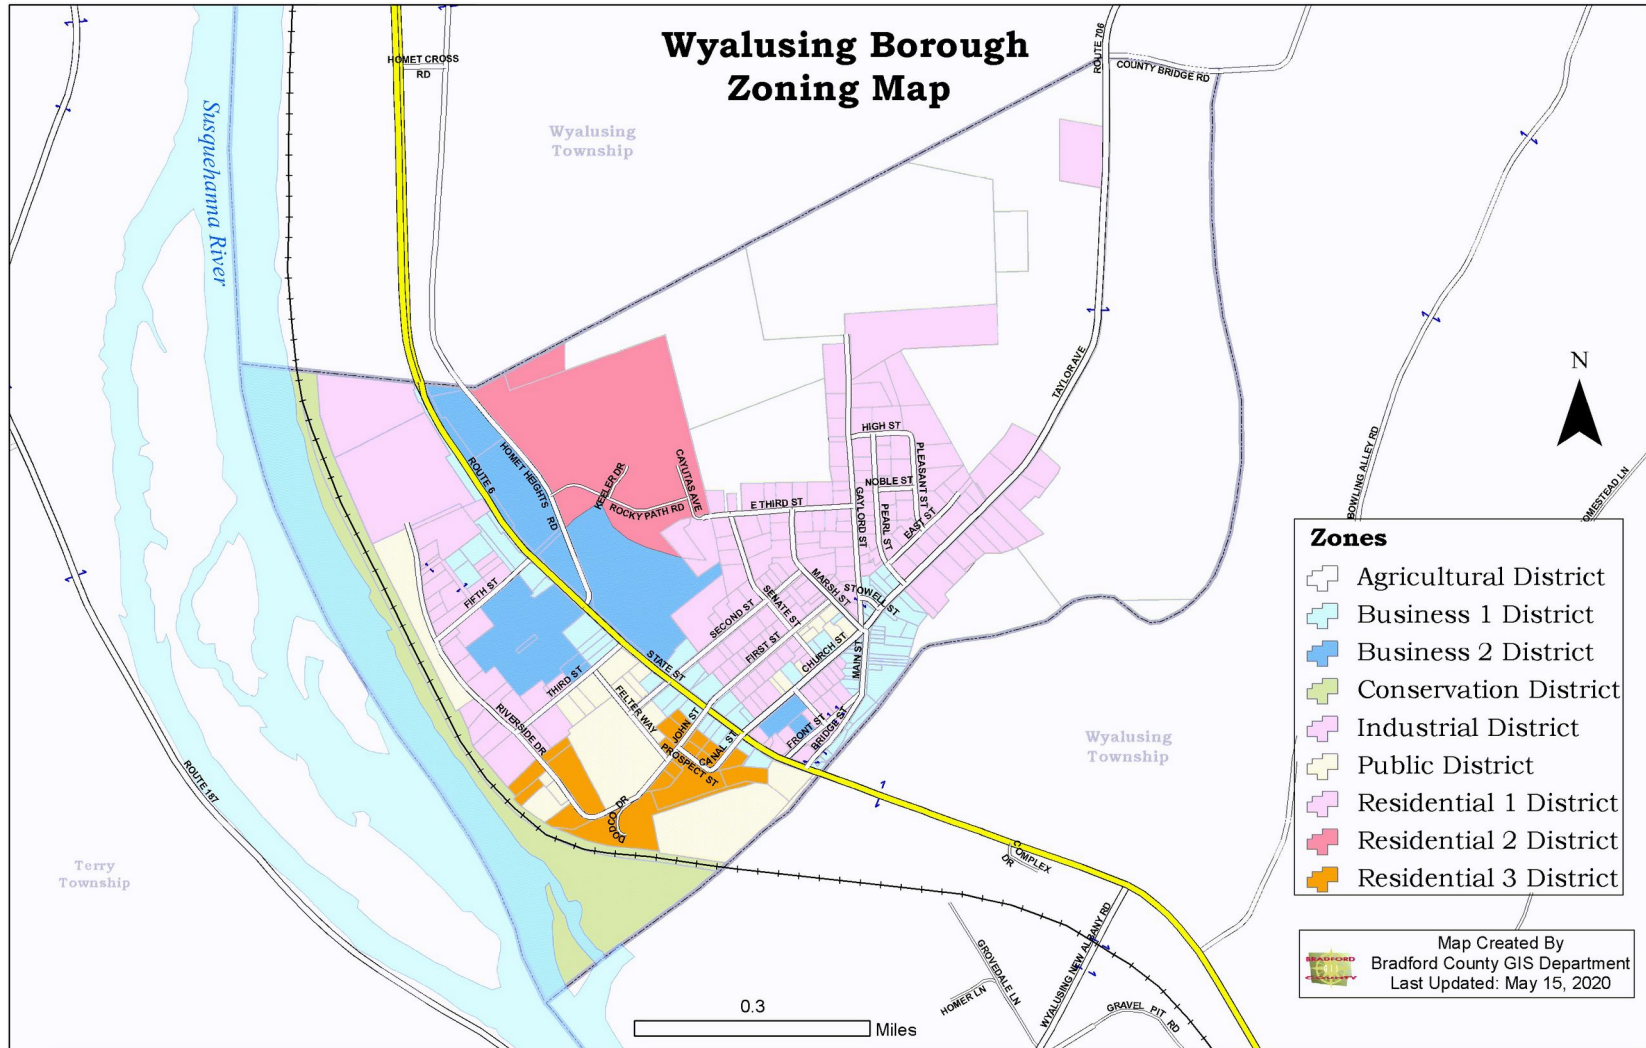 Wyalusing Borough
Zoning Map
Wyalusing
Township
HOMET CROSS
RD
ROUTE 706
COUNTY BRIDGE RD
Susquehanna River
N
TAYLOR AVE
BOWLING ALLEY RD
OMESTEAD LN
HIGH ST
PLEASANT ST
NOBLE ST
PEARL ST
EAST ST
GAYLORD ST
E THIRD ST
CAYUTAS AVE
KEELER DR
ROCKY PATH RD
HOMET HEIGHTS
RD
ROUTE 6
FIFTH ST
MARSH ST
STOWELL ST
SENATE ST
SECOND ST
FIRST ST
CHURCH ST
MAIN ST
STATE ST
THIRD ST
FELTER WAY
RIVERSIDE DR
JOHN ST
CANAL ST
PROSPECT ST
FRONT ST
BRIDGE ST
DODGE DR
ROUTE 187
Wyalusing
Township
Terry
Township
COMPLEX
DR
WYALUSING NEW ALBANY RD
GROVEDALE LN
HOMER LN
GRAVEL PIT RD
Zones
Agricultural District
Business 1 District
Business 2 District
Conservation District
Industrial District
Public District
Residential 1 District
Residential 2 District
Residential 3 District
BRADFORD
COUNTY
Map Created By
Bradford County GIS Department
Last Updated: May 15, 2020
0.3
Miles